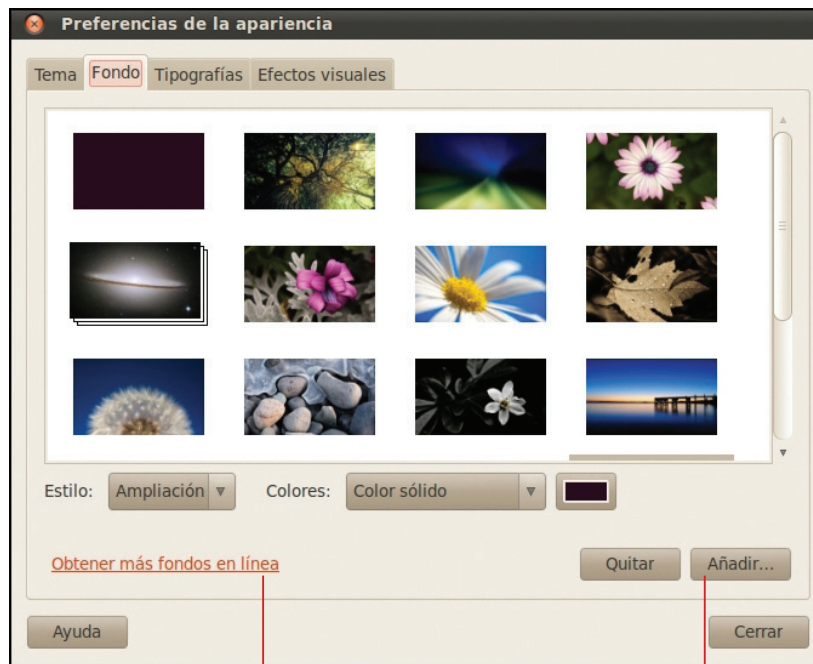 Preferencias de la apariencia
Tema Fondo Tipografías Efectos visuales
Estilo: Ampliación Colores: Color sólido
Obtener más fondos en línea Quitar Añadir...
Ayuda Cerrar